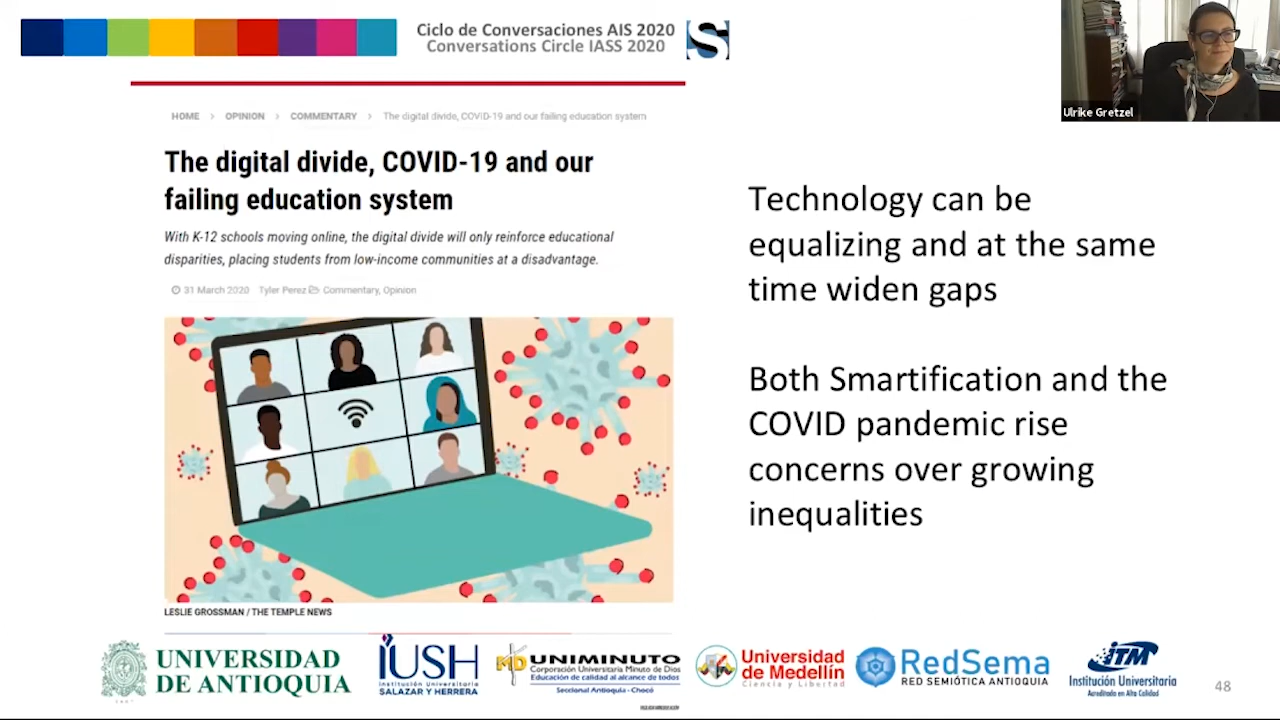 Ciclo de Conversaciones AIS 2020
Conversations Circle IASS 2020
S
Ulrike Gretzel
HOME > OPINION > COMMENTARY > The digital divide, COVID-19 and our failing education system
The digital divide, COVID-19 and our
failing education system
With K-12 schools moving online, the digital divide will only reinforce educational
disparities, placing students from low-income communities at a disadvantage.
31 March 2020 Tyler Perez Commentary, Opinion
LESLIE GROSSMAN / THE TEMPLE NEWS
Technology can be
equalizing and at the same
time widen gaps
Both Smartification and the
COVID pandemic rise
concerns over growing
inequalities
UNIVERSIDAD
DE ANTIOQUIA
IUSH
Institución Universitaria
SALAZAR Y HERRERA
MD UNIMINUTO
Corporación Universitaria Minuto de Dios
Educación de calidad al alcance de todos
Seccional Antioquia - Chocó
Universidad
de Medellín
Ciencia y Libertad
RedSema
RED SEMIÓTICA ANTIOQUIA
iTM
Institución Universitaria
Acreditada en Alta Calidad
48